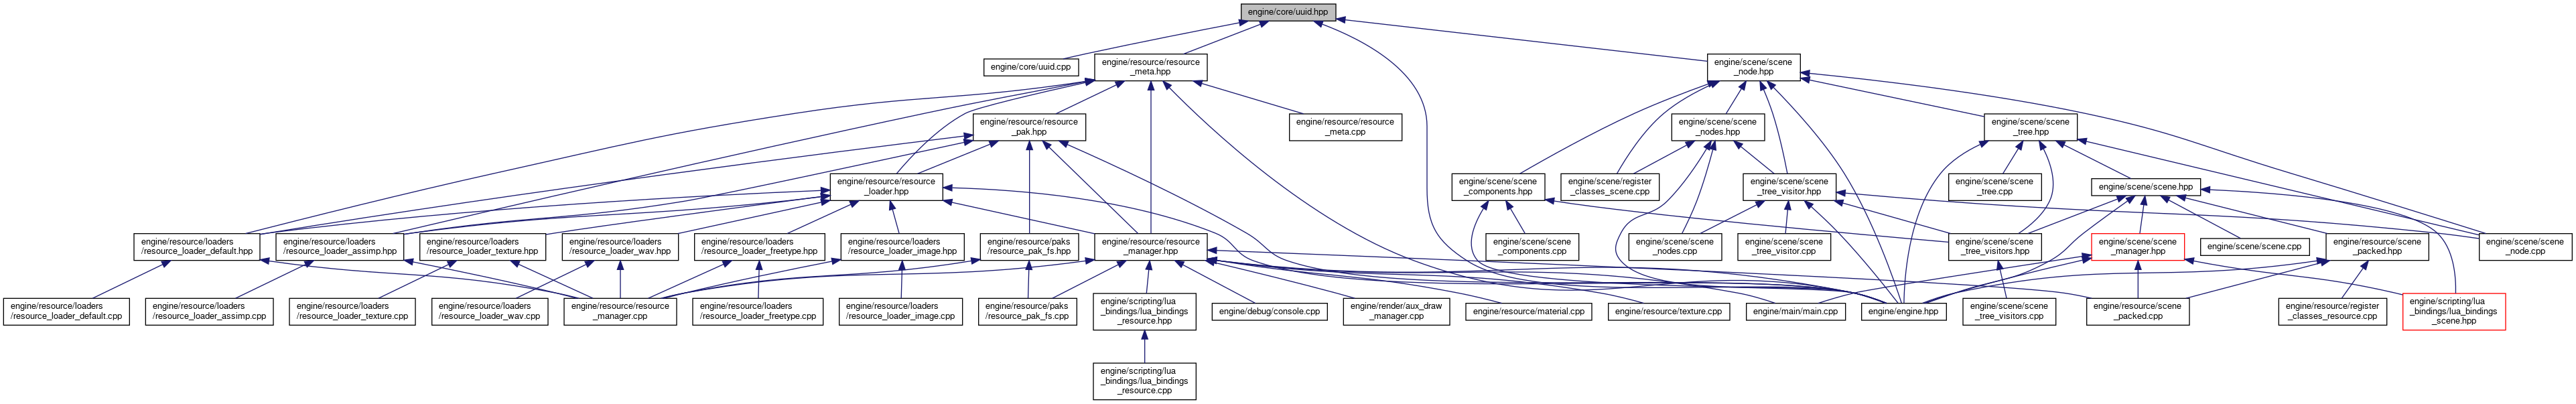 engine/core/uuid.hpp
engine/core/uuid.cpp
engine/resource/resource
_meta.hpp
engine/scene/scene
_node.hpp
engine/resource/resource
_pak.hpp
engine/resource/resource
_meta.cpp
engine/scene/scene
_nodes.hpp
engine/scene/scene
_tree.hpp
engine/resource/resource
_loader.hpp
engine/scene/scene
_components.hpp
engine/scene/register
_classes_scene.cpp
engine/scene/scene
_tree_visitor.hpp
engine/scene/scene
_tree.cpp
engine/scene/scene.hpp
engine/resource/loaders
/resource_loader_default.hpp
engine/resource/loaders
/resource_loader_assimp.hpp
engine/resource/loaders
/resource_loader_texture.hpp
engine/resource/loaders
/resource_loader_wav.hpp
engine/resource/loaders
/resource_loader_freetype.hpp
engine/resource/loaders
/resource_loader_image.hpp
engine/resource/paks
/resource_pak_fs.hpp
engine/resource/resource
_manager.hpp
engine/scene/scene
_components.cpp
engine/scene/scene
_nodes.cpp
engine/scene/scene
_tree_visitor.cpp
engine/scene/scene
_tree_visitors.hpp
engine/scene/scene
_manager.hpp
engine/scene/scene.cpp
engine/resource/scene
_packed.hpp
engine/scene/scene
_node.cpp
engine/resource/loaders
/resource_loader_default.cpp
engine/resource/loaders
/resource_loader_assimp.cpp
engine/resource/loaders
/resource_loader_texture.cpp
engine/resource/loaders
/resource_loader_wav.cpp
engine/resource/resource
_manager.cpp
engine/resource/loaders
/resource_loader_freetype.cpp
engine/resource/loaders
/resource_loader_image.cpp
engine/resource/paks
/resource_pak_fs.cpp
engine/scripting/lua
_bindings/lua_bindings
_resource.hpp
engine/debug/console.cpp
engine/render/aux_draw
_manager.cpp
engine/resource/material.cpp
engine/resource/texture.cpp
engine/main/main.cpp
engine/engine.hpp
engine/scene/scene
_tree_visitors.cpp
engine/resource/scene
_packed.cpp
engine/resource/register
_classes_resource.cpp
engine/scripting/lua
_bindings/lua_bindings
_scene.hpp
engine/scripting/lua
_bindings/lua_bindings
_resource.cpp